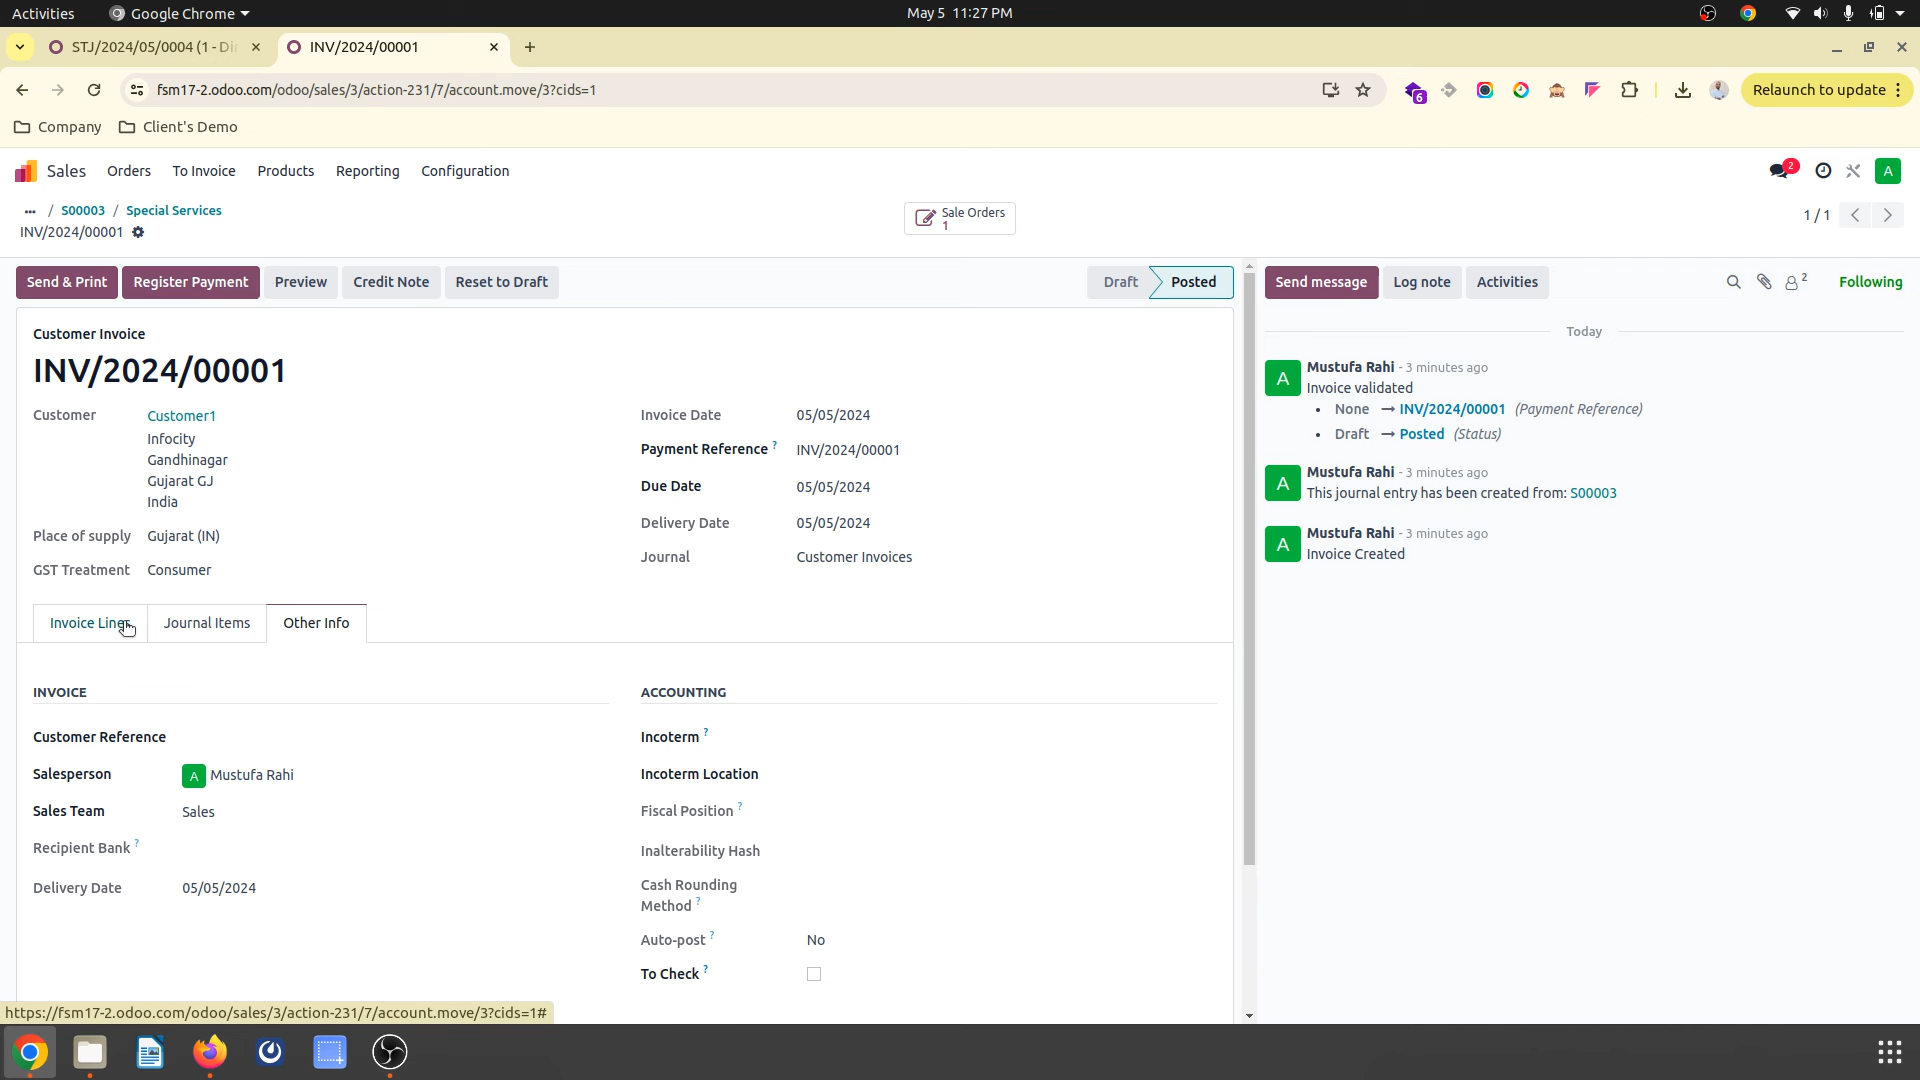 Activities
Google Chrome
May 5 11:27 PM
STJ/2024/05/0004 (1 - Di
INV/2024/00001
fsm17-2.odoo.com/odoo/sales/3/action-231/7/account.move/3?cids=1
6
Relaunch to update
Company
Client's Demo
Sales
Orders
To Invoice
Products
Reporting
Configuration
2
A
... / S00003 / Special Services
INV/2024/00001
Sale Orders
1
1 / 1
Send & Print
Register Payment
Preview
Credit Note
Reset to Draft
Draft
Posted
Send message
Log note
Activities
2
Following
Customer Invoice
INV/2024/00001
Customer
Customer1
Infocity
Gandhinagar
Gujarat GJ
India
Place of supply
Gujarat (IN)
GST Treatment
Consumer
Invoice Date
05/05/2024
Payment Reference ?
INV/2024/00001
Due Date
05/05/2024
Delivery Date
05/05/2024
Journal
Customer Invoices
Invoice Lines
Journal Items
Other Info
INVOICE
Customer Reference
Salesperson
A Mustufa Rahi
Sales Team
Sales
Recipient Bank ?
Delivery Date
05/05/2024
ACCOUNTING
Incoterm ?
Incoterm Location
Fiscal Position ?
Inalterability Hash
Cash Rounding
Method ?
Auto-post ?
No
To Check ?
Today
A
Mustufa Rahi - 3 minutes ago
Invoice validated
• None → INV/2024/00001 (Payment Reference)
• Draft → Posted (Status)
A
Mustufa Rahi - 3 minutes ago
This journal entry has been created from: S00003
A
Mustufa Rahi - 3 minutes ago
Invoice Created
https://fsm17-2.odoo.com/odoo/sales/3/action-231/7/account.move/3?cids=1#